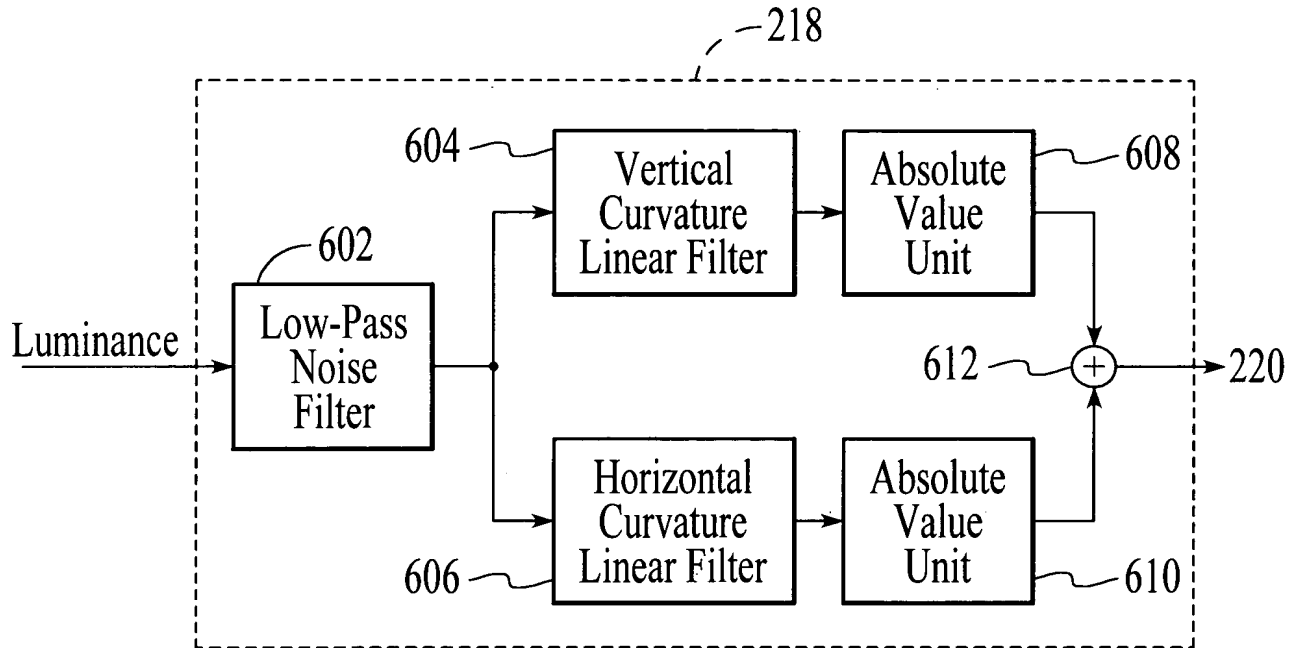 218
604
Vertical
Curvature
Linear Filter
Absolute
Value
Unit
608
602
Low-Pass
Noise
Filter
Luminance
612
+
220
Horizontal
Curvature
Linear Filter
606
Absolute
Value
Unit
610